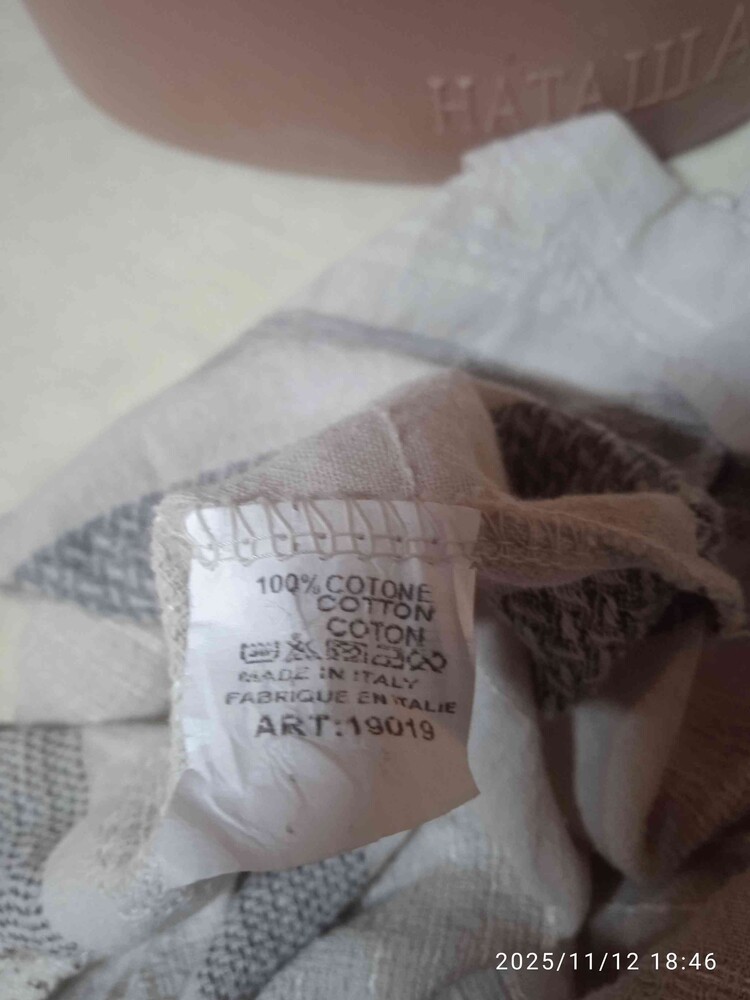 НАТАША
100% COTONE
COTTON
COTON
MADE IN ITALY
FABRIQUE EN ITALIE
ART:19019
2025/11/12 18:46